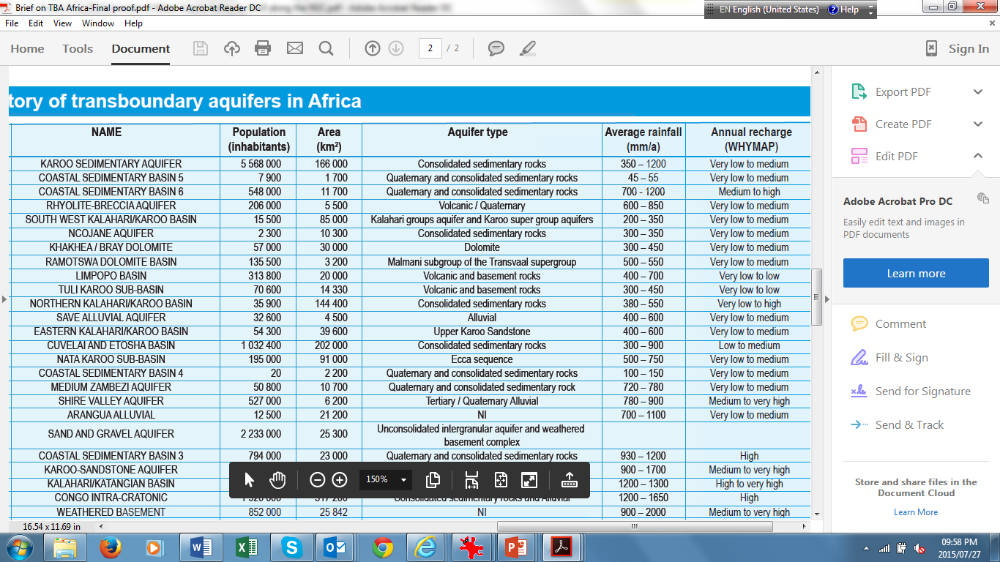 Brief on TBA Africa-Final proof.pdf - Adobe Acrobat Reader DC
EN English (United States) Help
File Edit View Window Help
Home Tools Document 2 / 2 Sign In
tory of transboundary aquifers in Africa
NAME Population (inhabitants) Area (km²) Aquifer type Average rainfall (mm/a) Annual recharge (WHYMAP)
KAROO SEDIMENTARY AQUIFER 5 568 000 166 000 Consolidated sedimentary rocks 350 – 1200 Very low to medium
COASTAL SEDIMENTARY BASIN 5 7 900 1 700 Quaternary and consolidated sedimentary rocks 45 – 55 Very low to medium
COASTAL SEDIMENTARY BASIN 6 548 000 11 700 Quaternary and consolidated sedimentary rocks 700 - 1200 Medium to high
RHYOLITE-BRECCIA AQUIFER 206 000 5 500 Volcanic / Quaternary 600 – 850 Very low to medium
SOUTH WEST KALAHARI/KAROO BASIN 15 500 85 000 Kalahari groups aquifer and Karoo super group aquifers 200 – 350 Very low to medium
NCOJANE AQUIFER 2 300 10 300 Consolidated sedimentary rocks 300 – 350 Very low to medium
KHAKHEA / BRAY DOLOMITE 57 000 30 000 Dolomite 300 – 450 Very low to medium
RAMOTSWA DOLOMITE BASIN 135 500 3 200 Malmani subgroup of the Transvaal supergroup 500 – 550 Very low to medium
LIMPOPO BASIN 313 800 20 000 Volcanic and basement rocks 400 – 700 Very low to low
TULI KAROO SUB-BASIN 70 600 14 330 Volcanic and basement rocks 300 – 450 Very low to low
NORTHERN KALAHARI/KAROO BASIN 35 900 144 400 Consolidated sedimentary rocks 380 – 550 Very low to high
SAVE ALLUVIAL AQUIFER 32 600 4 500 Alluvial 400 – 600 Very low to medium
EASTERN KALAHARI/KAROO BASIN 54 300 39 600 Upper Karoo Sandstone 400 – 600 Very low to medium
CUVELAI AND ETOSHA BASIN 1 032 400 202 000 Consolidated sedimentary rocks 300 – 900 Low to medium
NATA KAROO SUB-BASIN 195 000 91 000 Ecca sequence 500 – 750 Very low to medium
COASTAL SEDIMENTARY BASIN 4 20 2 200 Quaternary and consolidated sedimentary rocks 100 – 150 Very low to medium
MEDIUM ZAMBEZI AQUIFER 50 800 10 700 Quaternary and consolidated sedimentary rock 720 – 780 Very low to medium
SHIRE VALLEY AQUIFER 527 000 6 200 Tertiary / Quaternary Alluvial 780 – 900 Medium to very high
ARANGUA ALLUVIAL 12 500 21 200 NI 700 – 1100 Very low to medium
SAND AND GRAVEL AQUIFER 2 233 000 25 300 Unconsolidated intergranular aquifer and weathered basement complex
COASTAL SEDIMENTARY BASIN 3 794 000 23 000 Quaternary and consolidated sedimentary rocks 930 – 1200 High
KAROO-SANDSTONE AQUIFER 900 – 1700 Medium to very high
KALAHARI/KATANGIAN BASIN 1200 – 1300 High to very high
CONGO INTRA-CRATONIC Consolidated sedimentary rocks and Alluvial 1200 – 1650 High
WEATHERED BASEMENT 852 000 25 842 NI 900 – 2000 Medium to very high
150%
16.54 x 11.69 in
Export PDF
Create PDF
Edit PDF
Adobe Acrobat Pro DC
Easily edit text and images in
PDF documents
Learn more
Comment
Fill & Sign
Send for Signature
Send & Track
Store and share files in the
Document Cloud
Learn More
09:58 PM
2015/07/27